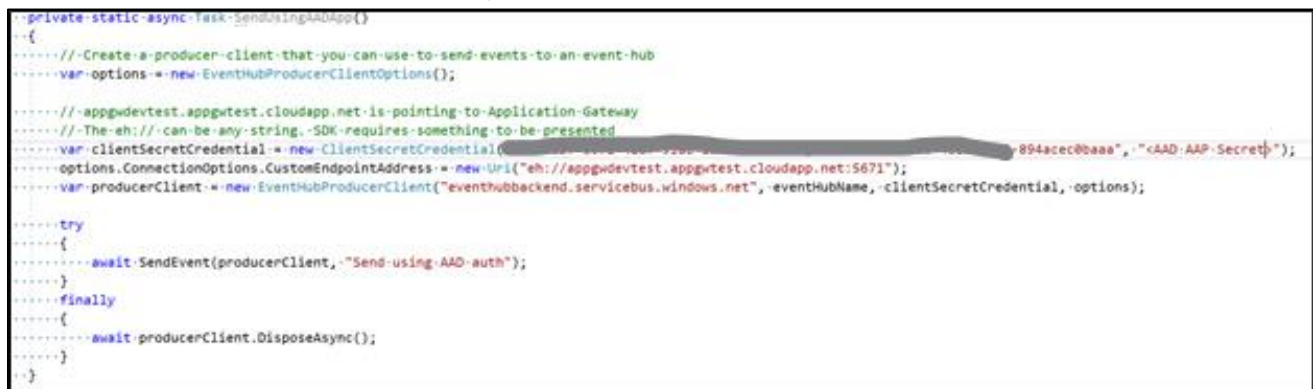 private static async Task SendUsingAADApp()
{
// Create a producer client that you can use to send events to an event hub
var options = new EventHubProducerClientOptions();
// appgwdevtest.appgwtest.cloudapp.net is pointing to Application Gateway
// The eh:// can be any string. SDK requires something to be presented
var clientSecretCredential = new ClientSecretCredential( -894acec0baaa", "<AAD AAP Secret>");
options.ConnectionOptions.CustomEndpointAddress = new Uri("eh://appgwdevtest.appgwtest.cloudapp.net:5671");
var producerClient = new EventHubProducerClient("eventhubbackend.servicebus.windows.net", eventHubName, clientSecretCredential, options);
try
{
await SendEvent(producerClient, "Send using AAD auth");
}
finally
{
await producerClient.DisposeAsync();
}
}